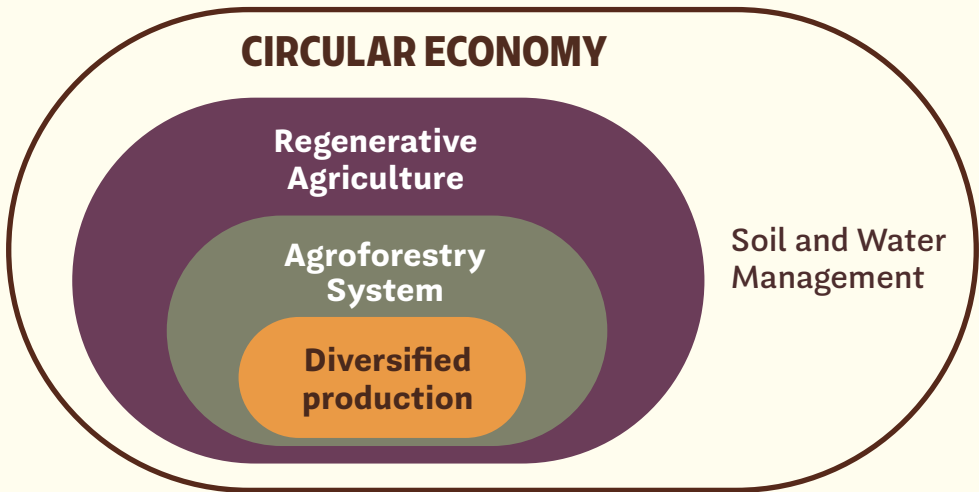 CIRCULAR ECONOMY
Regenerative
Agriculture
Agroforestry
System
Diversified
production
Soil and Water
Management